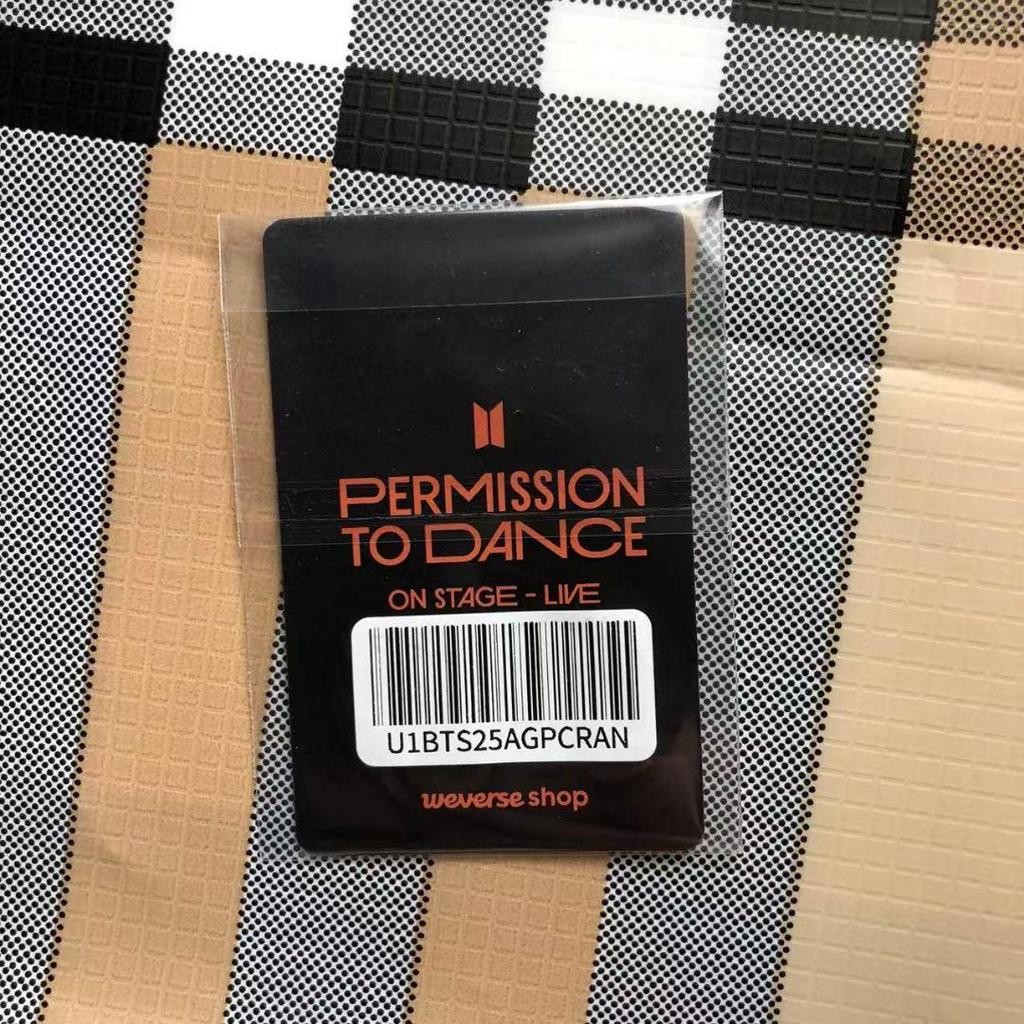 PERMISSION
TO DANCE
ON STAGE - LIVE
U1BTS25AGPCRAN
weverse shop